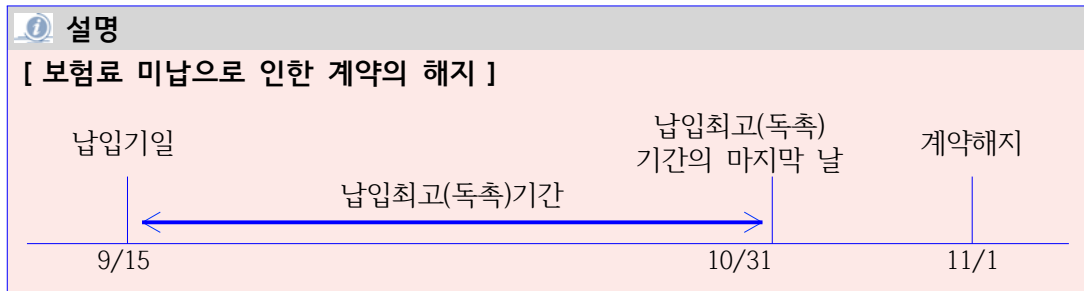 설명
[ 보험료 미납으로 인한 계약의 해지 ]
납입기일
납입최고(독촉)
기간의 마지막 날
계약해지
납입최고(독촉)기간
9/15
10/31
11/1